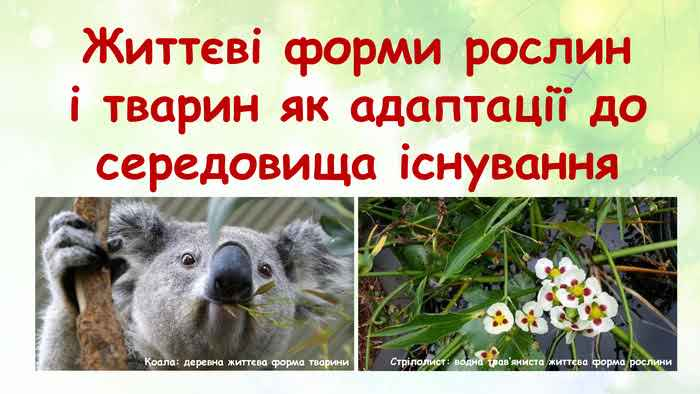 Життєві форми рослин
і тварин як адаптації до
середовища існування
Коала: деревна життєва форма тварини
Стрілолист: водна трав'яниста життєва форма рослини